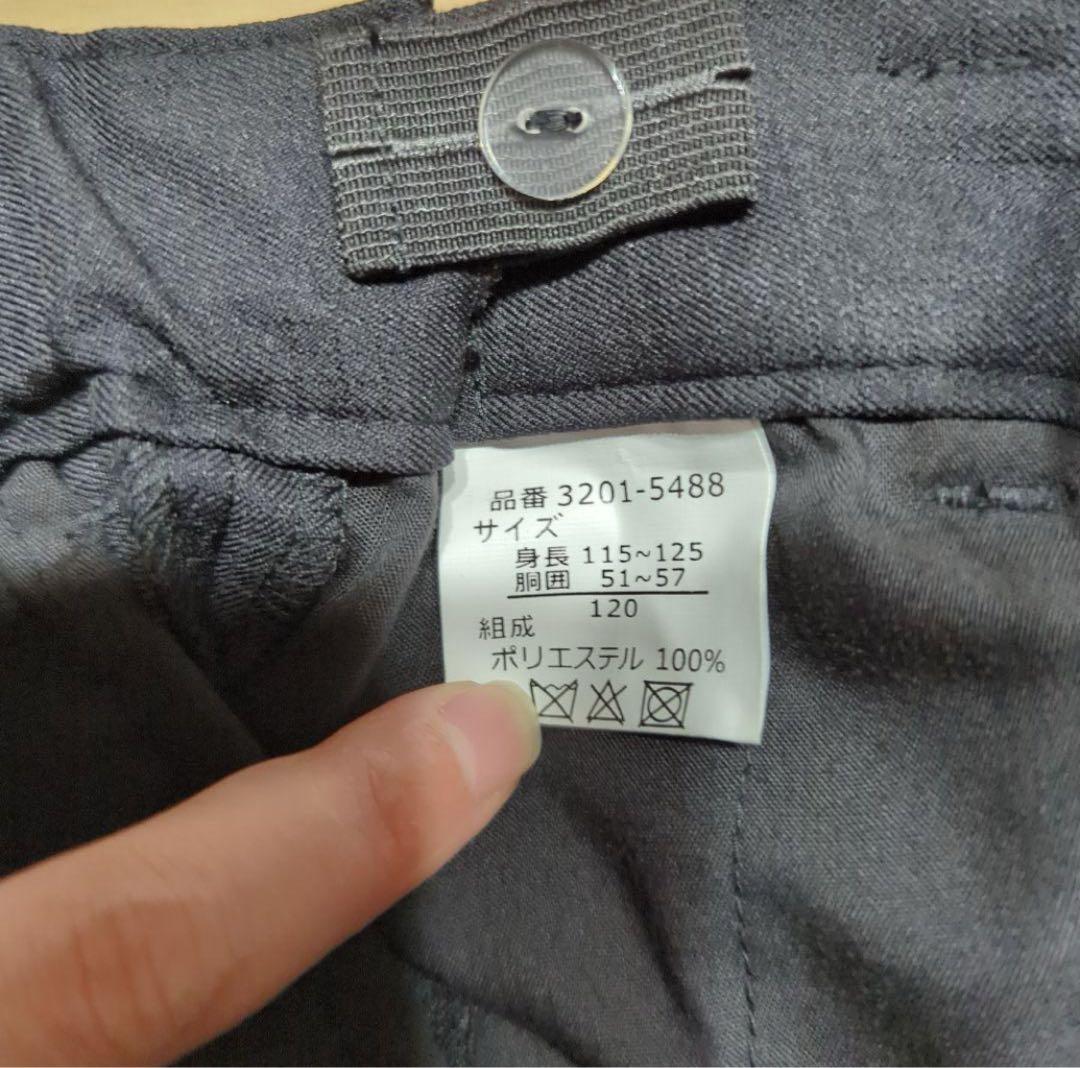 品番 3201-5488
サイズ
身長 115~125
胴囲 51~57
120
組成
ポリエステル 100%